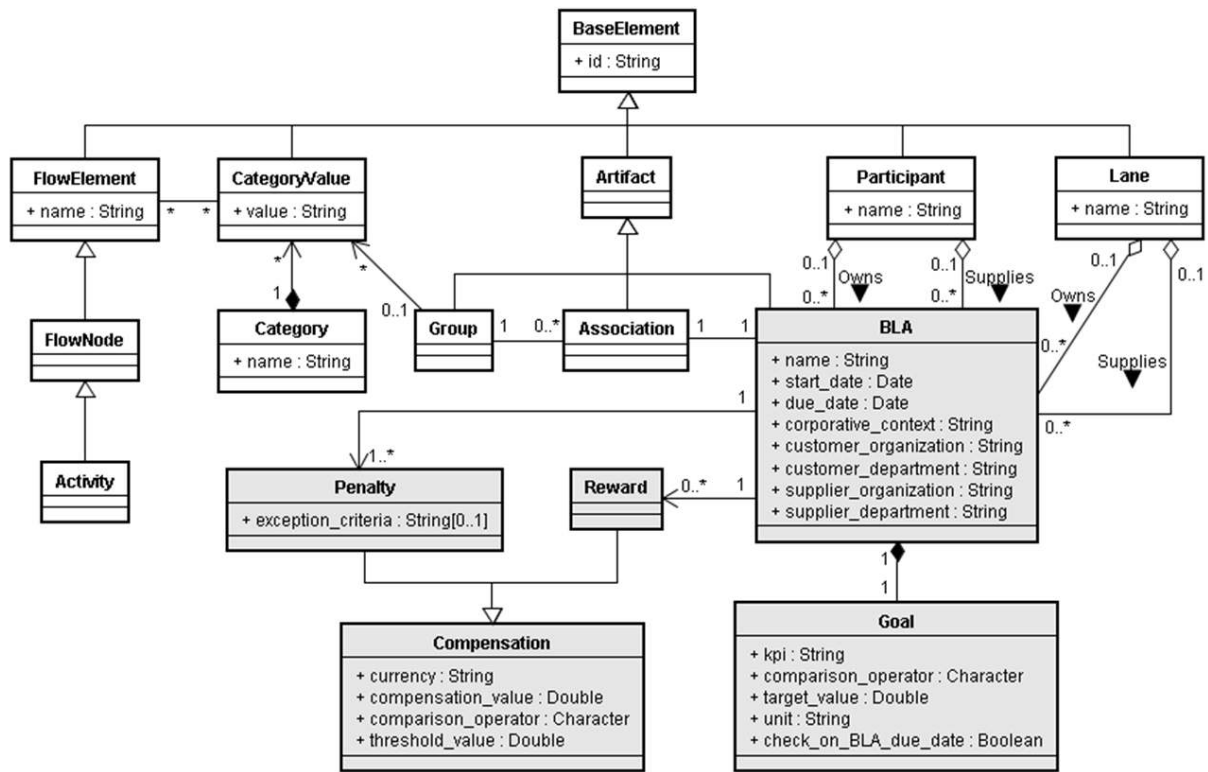 BaseElement
+ id : String
FlowElement
+ name : String
*
*
CategoryValue
+ value : String
Artifact
Participant
+ name : String
Lane
+ name : String
*
*
1
0..1
0..1
Owns
0..*
0..1
Supplies
0..*
0..1
Owns
0..*
0..1
Supplies
0..*
FlowNode
Category
+ name : String
Group
1
0..*
Association
1
1
BLA
+ name : String
+ start_date : Date
+ due_date : Date
+ corporative_context : String
+ customer_organization : String
+ customer_department : String
+ supplier_organization : String
+ supplier_department : String
1
1..*
Activity
Penalty
+ exception_criteria : String[0..1]
Reward
0..*
1
1
1
Compensation
+ currency : String
+ compensation_value : Double
+ comparison_operator : Character
+ threshold_value : Double
Goal
+ kpi : String
+ comparison_operator : Character
+ target_value : Double
+ unit : String
+ check_on_BLA_due_date : Boolean